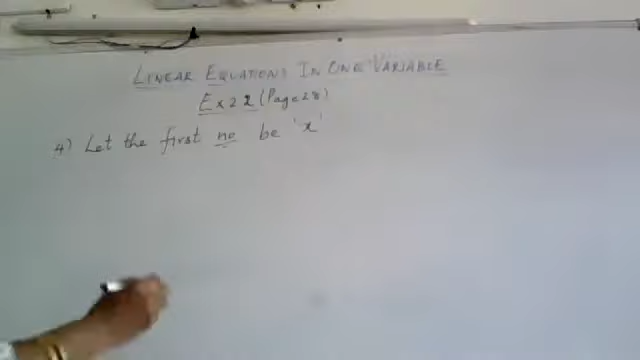 LINEAR EQUATIONS IN ONE VARIABLE
Ex 2.2 (Page 28)
4) Let the first no be 'x'